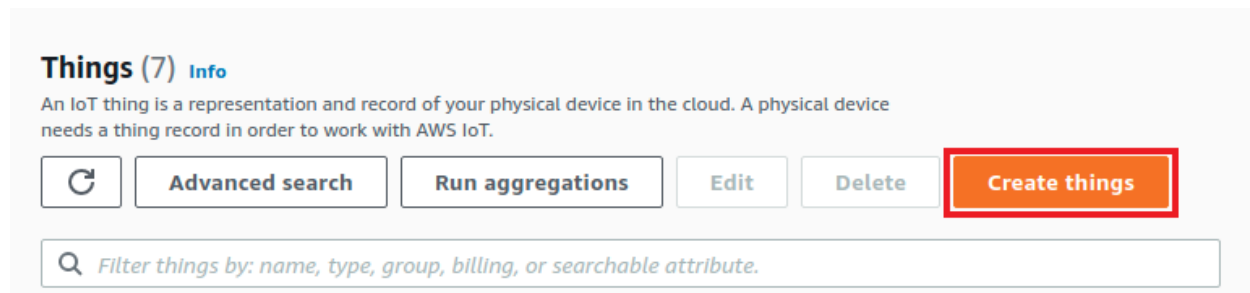 Things (7) Info
An IoT thing is a representation and record of your physical device in the cloud. A physical device
needs a thing record in order to work with AWS IoT.
Advanced search Run aggregations Edit Delete Create things
Filter things by: name, type, group, billing, or searchable attribute.